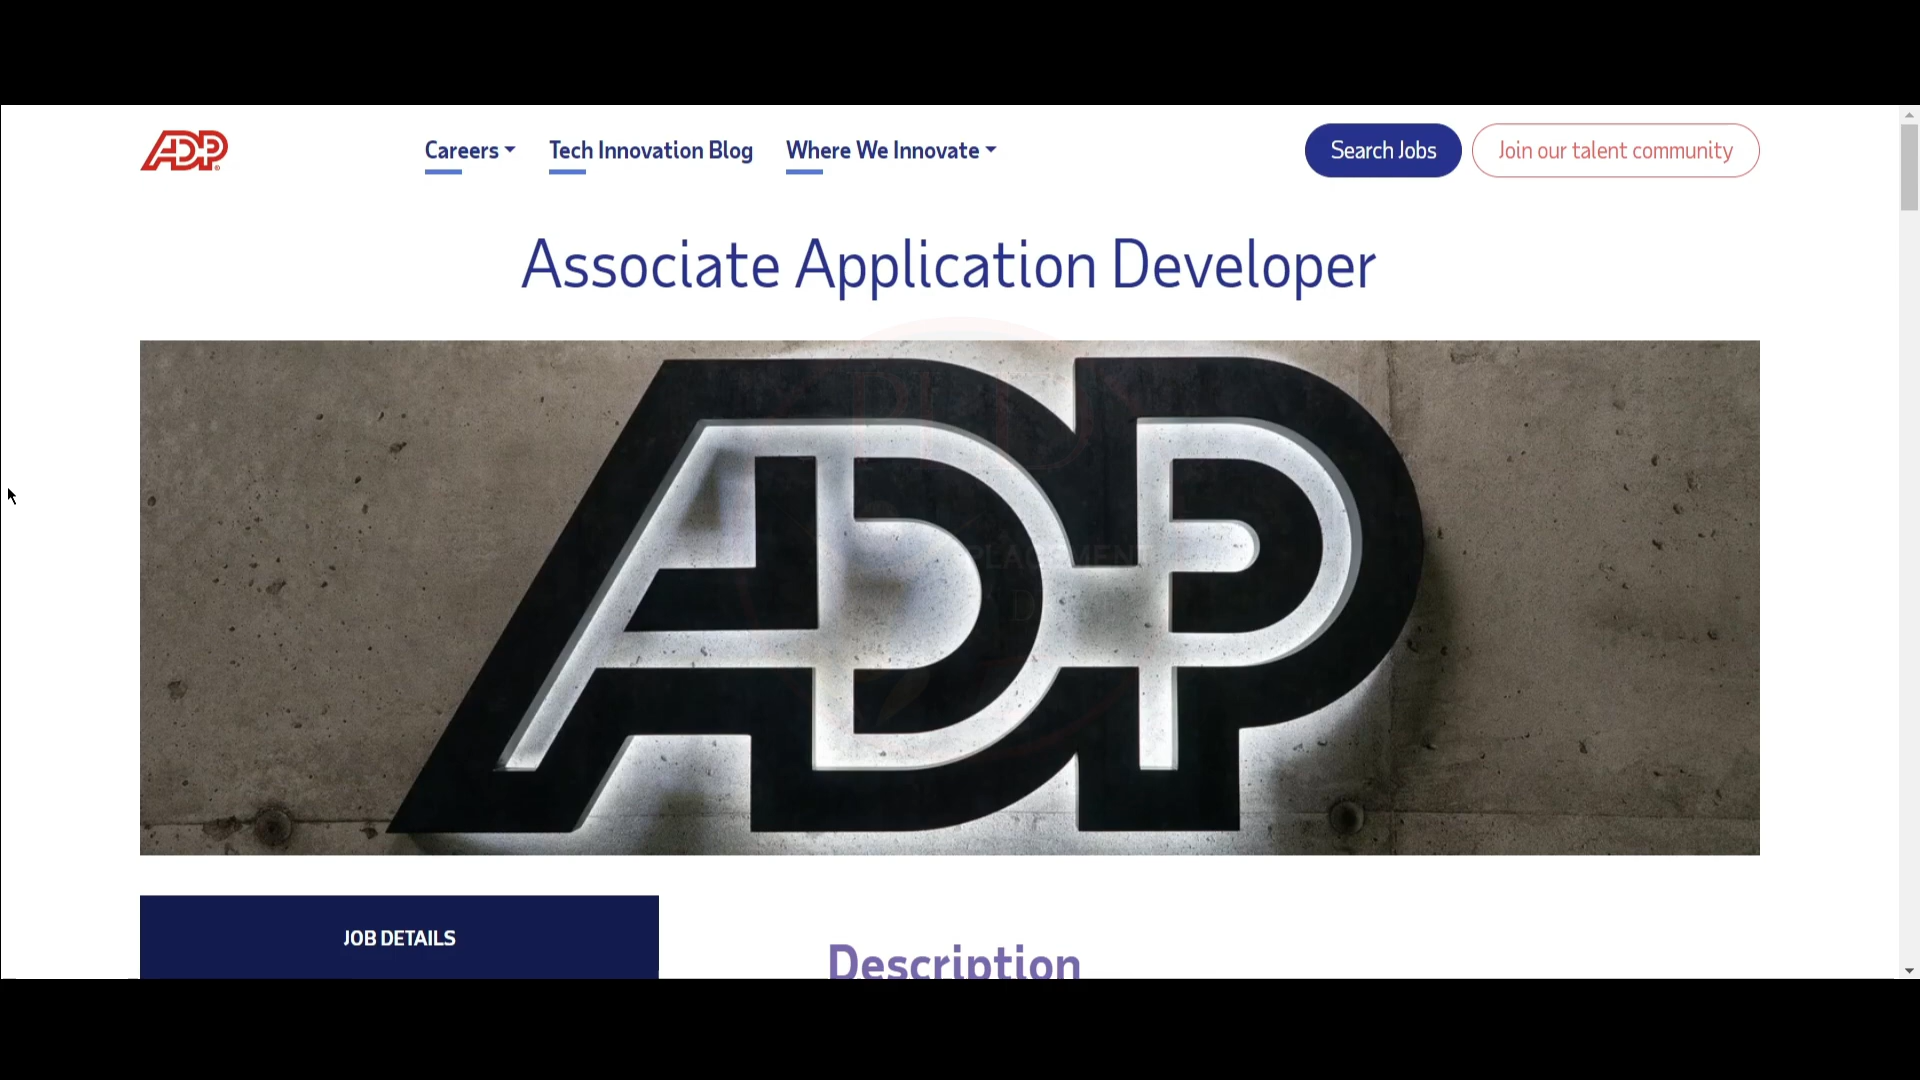 ADP
Careers
Tech Innovation Blog
Where We Innovate
Search Jobs
Join our talent community
Associate Application Developer
ADP
PLACEMENT
JOB DETAILS
Description